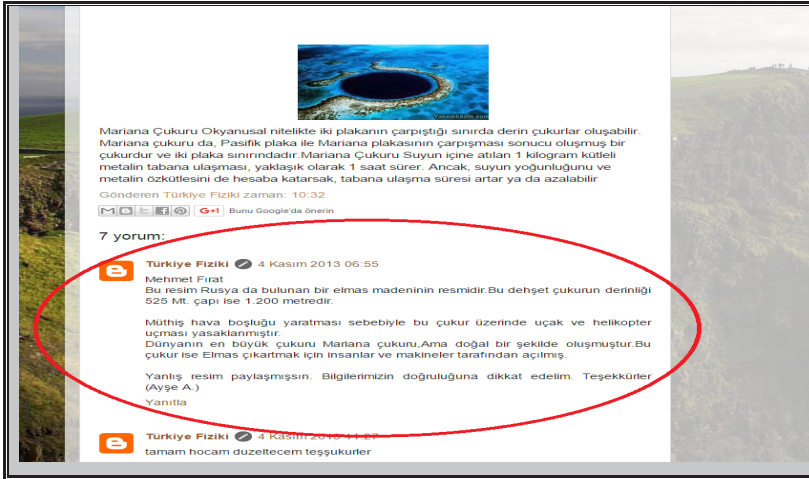 Mariana Çukuru Okyanusal nitelikte iki plakanın çarpıştığı sınırda derin çukurlar oluşabilir.
Mariana çukuru da, Pasifik plaka ile Mariana plakasının çarpışması sonucu oluşmuş bir
çukurdur ve iki plaka sınırındadır.Mariana Çukuru Suyun içine atılan 1 kilogram kütleli
metalin tabana ulaşması, yaklaşık olarak 1 saat sürer. Ancak, suyun yoğunluğunu ve
metalin özkütlesini de hesaba katarsak, tabana ulaşma süresi artar ya da azalabilir
Gönderen Türkiye Fiziki zaman: 10:32
G+1 Bunu Google'da önerin
7 yorum:
Türkiye Fiziki 4 Kasım 2013 06:55
Mehmet Fırat
Bu resim Rusya da bulunan bir elmas madeninin resmidir.Bu dehşet çukurun derinliği
525 Mt. çapı ise 1.200 metredir.
Müthiş hava boşluğu yaratması sebebiyle bu çukur üzerinde uçak ve helikopter
uçması yasaklanmıştır.
Dünyanın en büyük çukuru Mariana çukuru,Ama doğal bir şekilde oluşmuştur.Bu
çukur ise Elmas çıkartmak için insanlar ve makineler tarafından açılmış.
Yanlış resim paylaşmışsın. Bilgilerimizin doğruluğuna dikkat edelim. Teşekkürler
(Ayşe A.)
Yanıtla
Türkiye Fiziki 4 Kasım 2013 11:27
tamam hocam duzeltecem teşşukurler